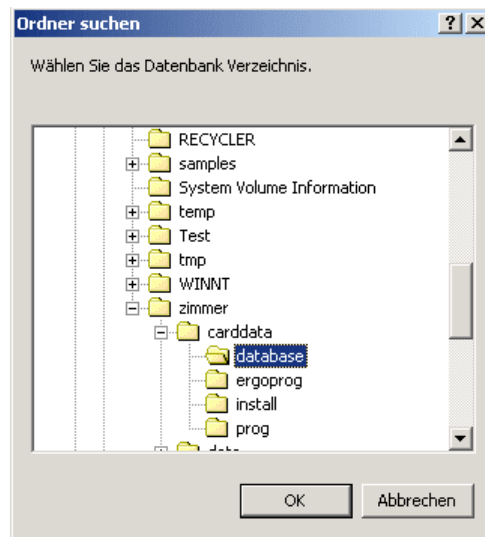 Ordner suchen
Wählen Sie das Datenbank Verzeichnis.
RECYCLER
samples
System Volume Information
temp
Test
tmp
WINNT
zimmer
carddata
database
ergoprog
install
prog
OK Abbrechen